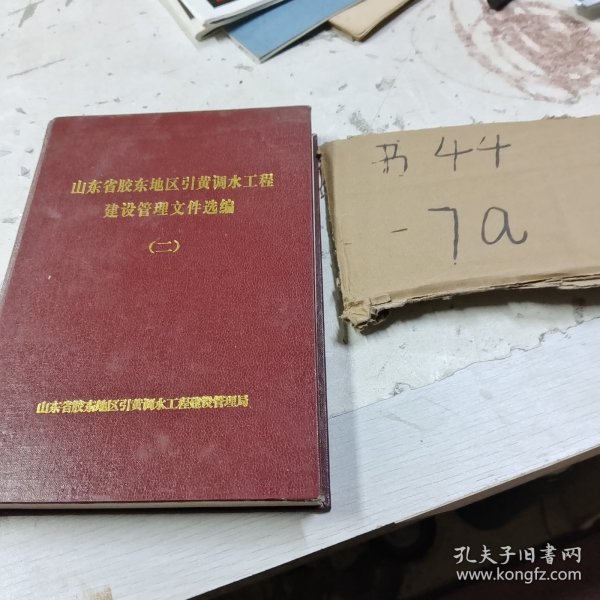 山东省胶东地区引黄调水工程
建设管理文件选编
（二）
山东省胶东地区引黄调水工程建设管理局
书44
-7a
孔夫子旧书网
www.kongfz.com